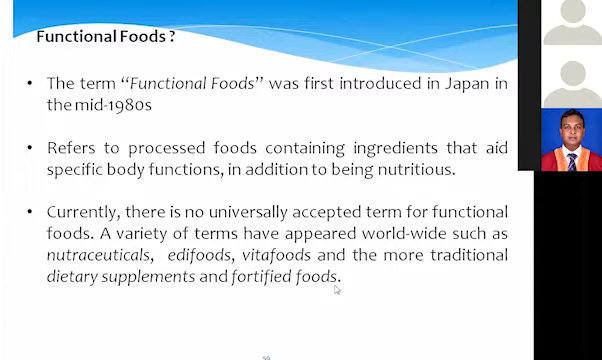 Functional Foods ?
• The term “Functional Foods” was first introduced in Japan in
the mid-1980s
• Refers to processed foods containing ingredients that aid
specific body functions, in addition to being nutritious.
• Currently, there is no universally accepted term for functional
foods. A variety of terms have appeared world-wide such as
nutraceuticals, edifoods, vitafoods and the more traditional
dietary supplements and fortified foods.
59